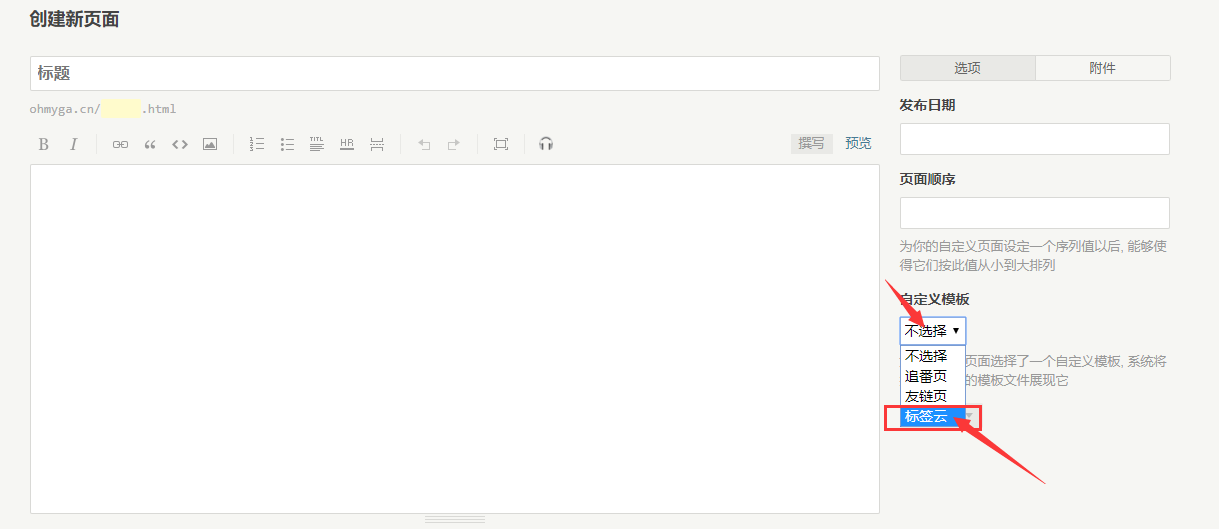 创建新页面
标题
ohmyga.cn/ .html
B I TITL HR
撰写 预览
选项 附件
发布日期
页面顺序
为你的自定义页面设定一个序列值以后, 能够使
得它们按此值从小到大排列
自定义模板
不选择
不选择
页面选择了一个自定义模板, 系统将
追番页
的模板文件展现它
友链页
标签云